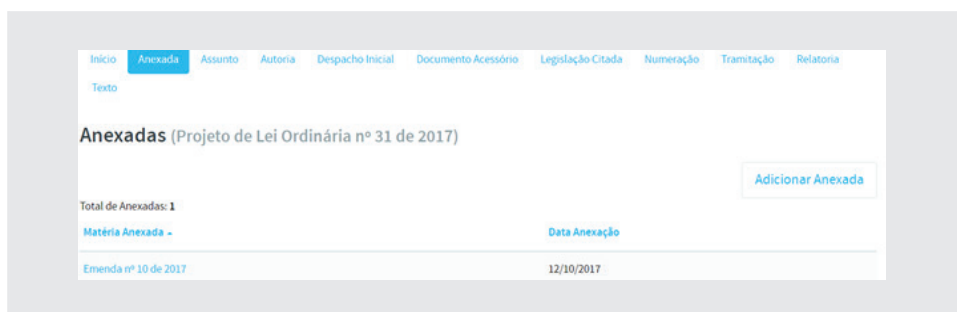 Início Anexada Assunto Autoria Despacho Inicial Documento Acessório Legislação Citada Numeração Tramitação Relatoria
Texto
Anexadas (Projeto de Lei Ordinária nº 31 de 2017)
Adicionar Anexada
Total de Anexadas: 1
Matéria Anexada Data Anexação
Emenda nº 10 de 2017 12/10/2017